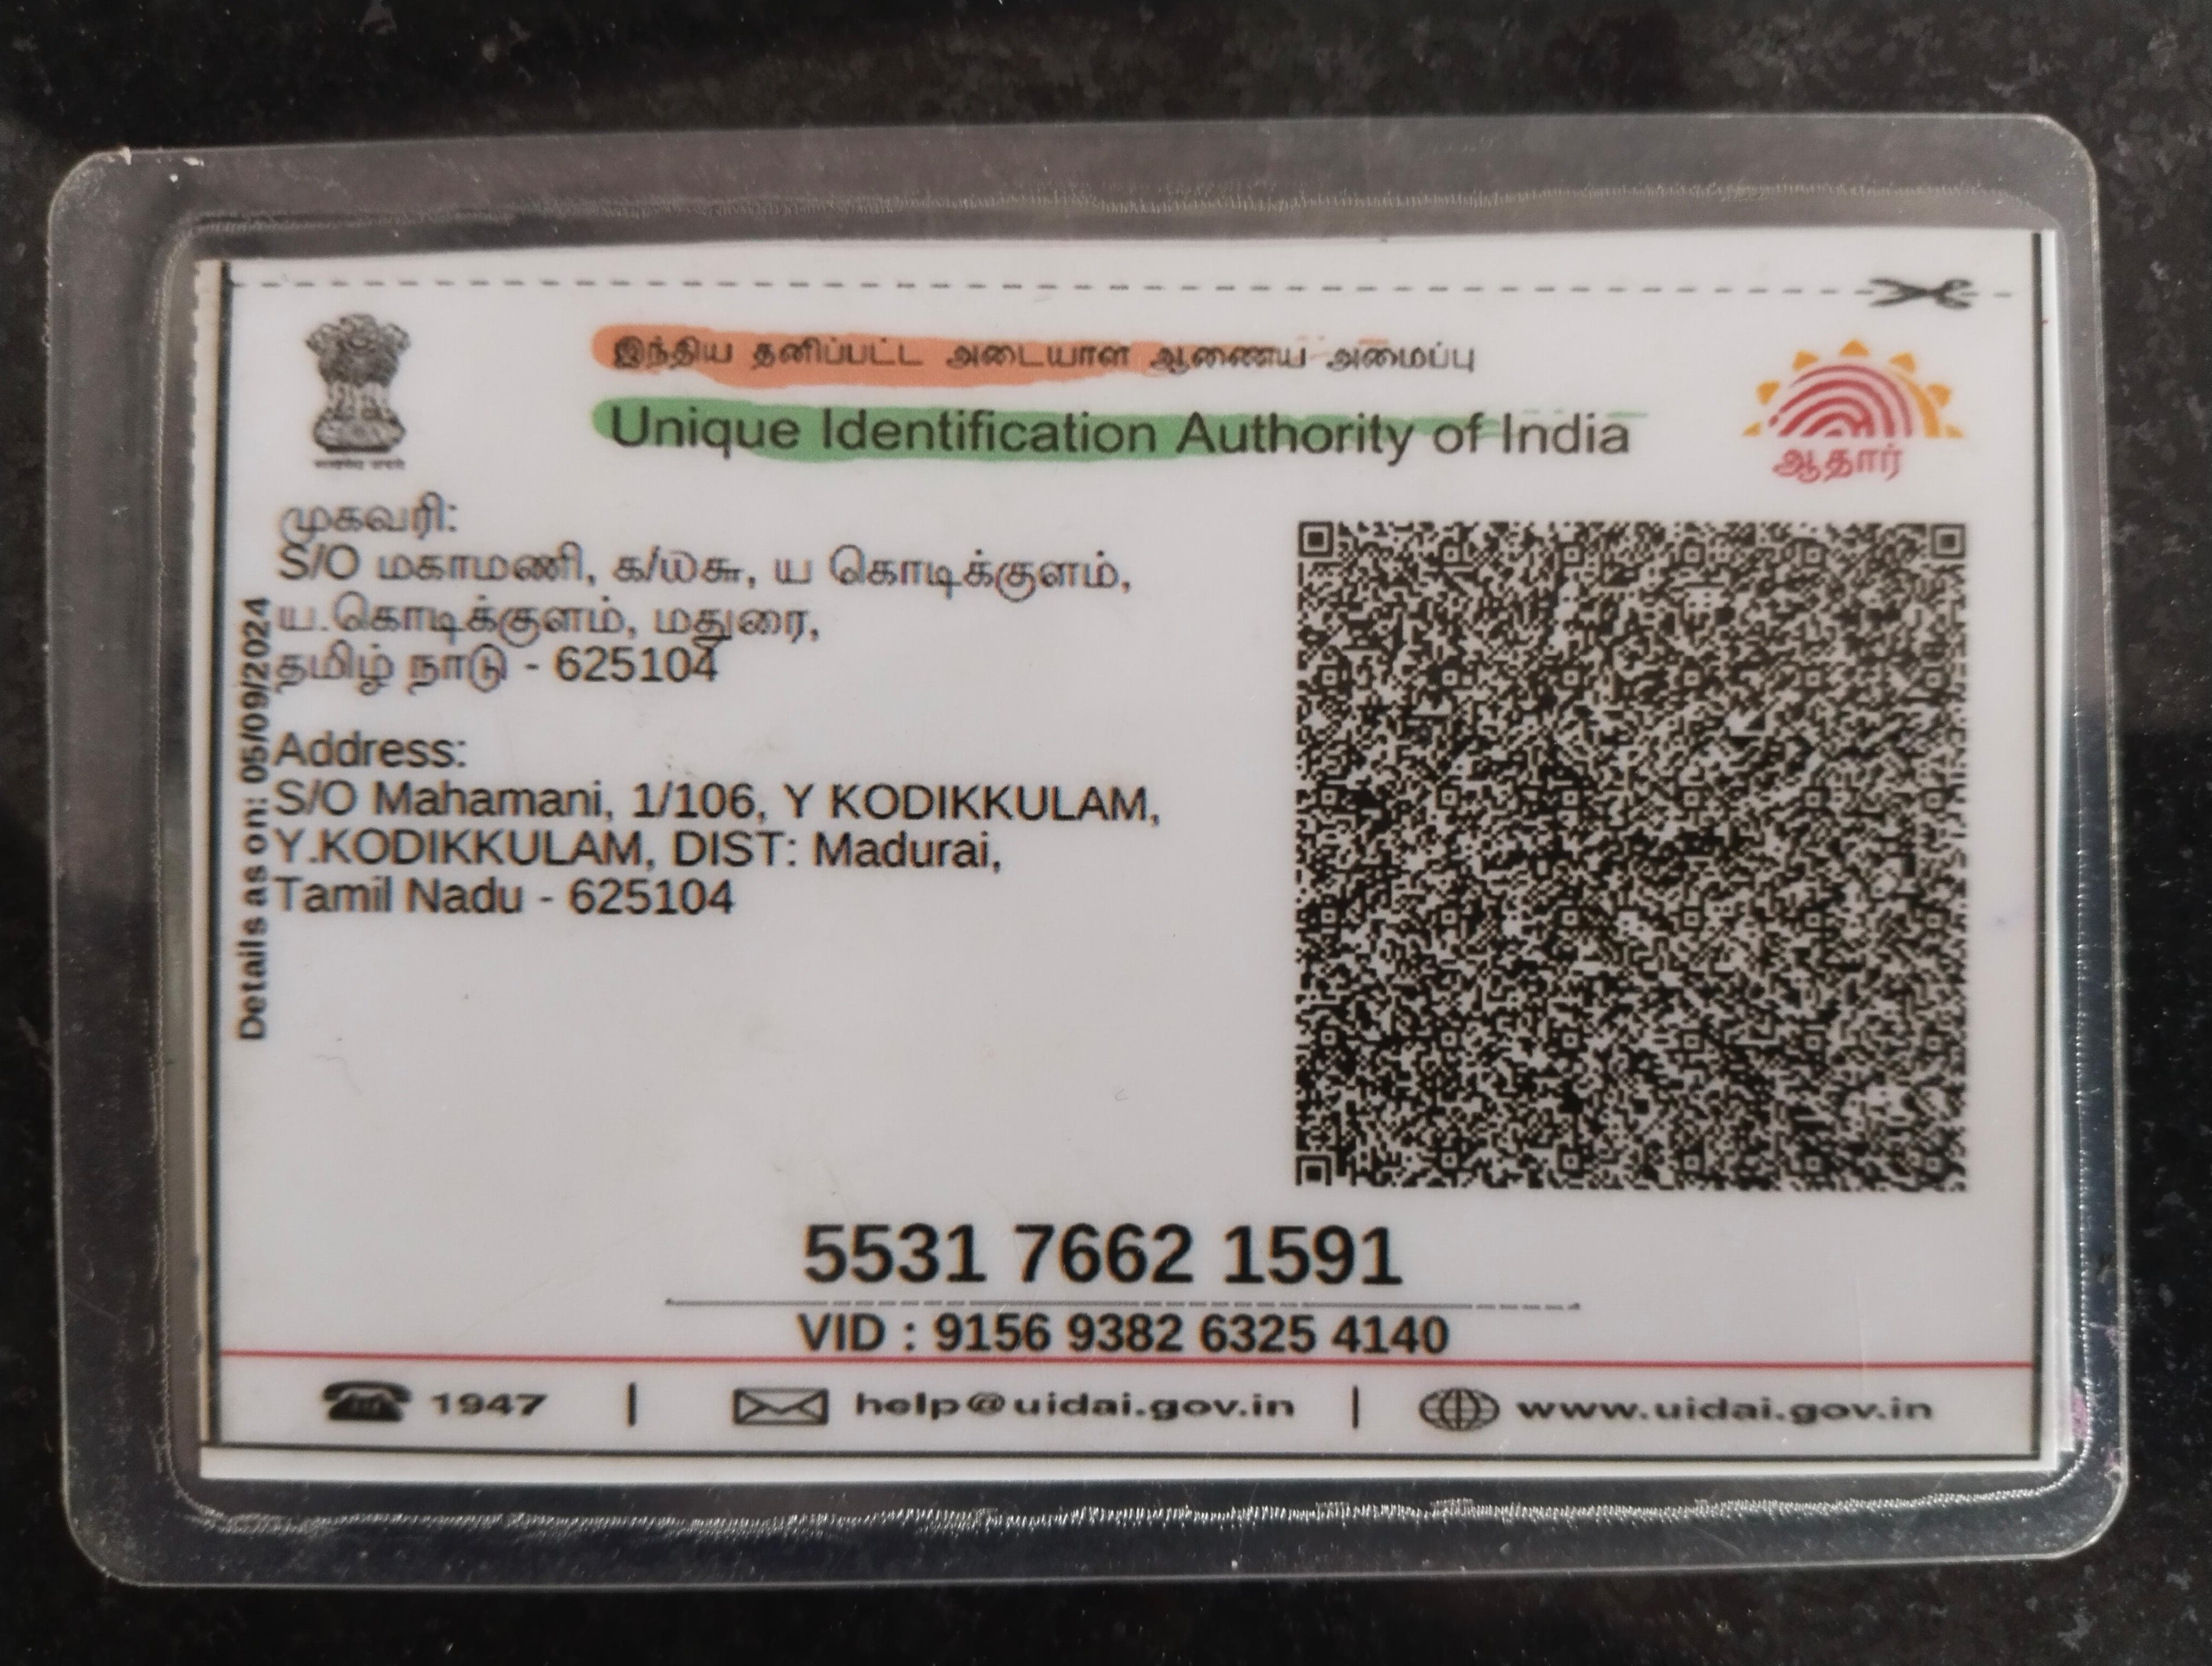 இந்திய தனிப்பட்ட அடையாள ஆணைய அமைப்பு
Unique Identification Authority of India
ஆதார்
முகவரி:
S/O மகாமணி, க/௰௬, ய கொடிக்குளம்,
ய.கொடிக்குளம், மதுரை,
தமிழ் நாடு - 625104
Address:
S/O Mahamani, 1/106, Y KODIKKULAM,
Y.KODIKKULAM, DIST: Madurai,
Tamil Nadu - 625104
Details as on: 05/09/2024
5531 7662 1591
VID : 9156 9382 6325 4140
1947 | help@uidai.gov.in | www.uidai.gov.in